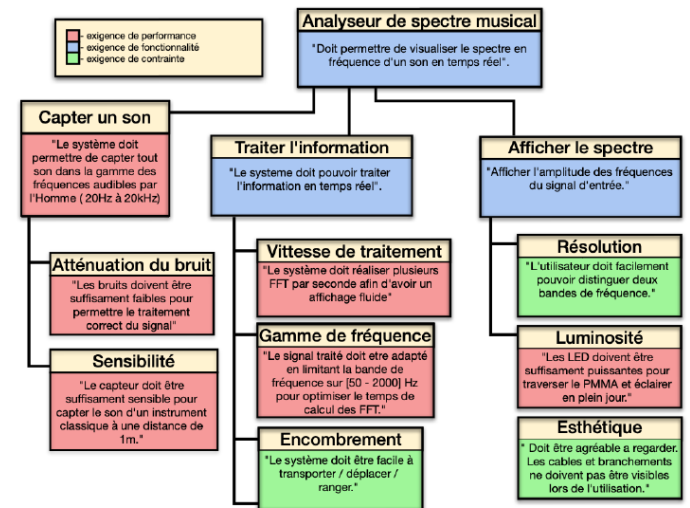 - exigence de performance
- exigence de fonctionnalité
- exigence de contrainte
Analyseur de spectre musical
"Doit permettre de visualiser le spectre en
fréquence d'un son en temps réel".
Capter un son
"Le système doit
permettre de capter tout
son dans la gamme des
fréquences audibles par
l'Homme ( 20Hz à 20kHz)
Traiter l'information
"Le systeme doit pouvoir traiter
l'information en temps réel".
Afficher le spectre
"Afficher l'amplitude des fréquences
du signal d'entrée."
Atténuation du bruit
"Les bruits doivent être
suffisament faibles pour
permettre le traitement
correct du signal"
Sensibilité
"Le capteur doit être
suffisament sensible pour
capter le son d'un instrument
classique à une distance de
1m."
Vittesse de traitement
"Le système doit réaliser plusieurs
FFT par seconde afin d'avoir un
affichage fluide"
Gamme de fréquence
"Le signal traité doit etre adapté
en limitant la bande de
fréquence sur [50 - 2000] Hz
pour optimiser le temps de
calcul des FFT."
Encombrement
"Le système doit être facile à
transporter / déplacer /
ranger."
Résolution
"L'utilisateur doit facilement
pouvoir distinguer deux
bandes de fréquence."
Luminosité
"Les LED doivent être
suffisament puissantes pour
traverser le PMMA et éclairer
en plein jour."
Esthétique
" Doit être agréable a regarder.
Les cables et branchements
ne doivent pas être visibles
lors de l'utilisation."